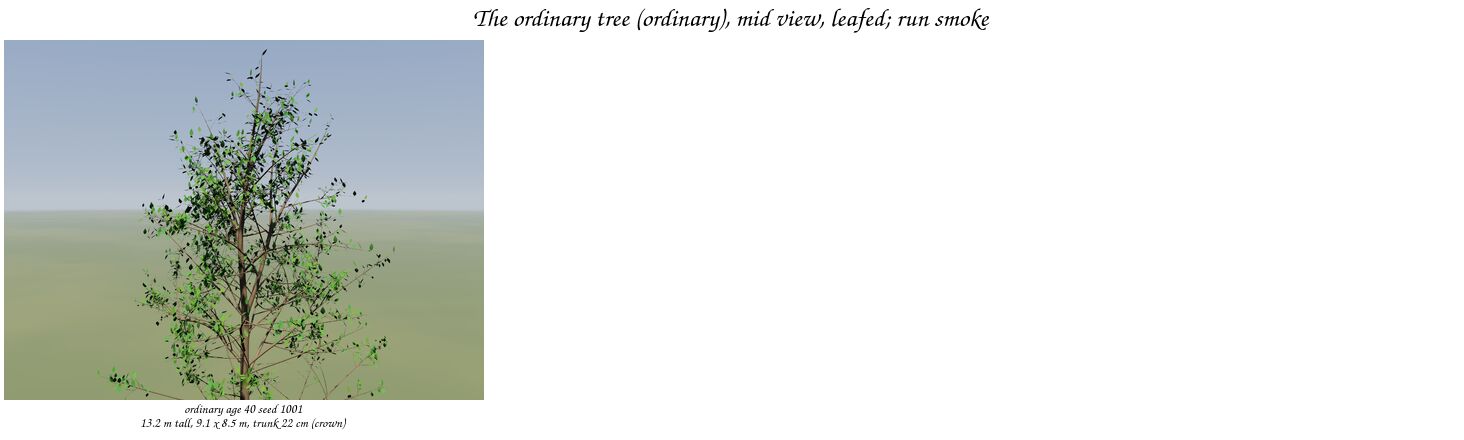 The ordinary tree (ordinary), mid view, leafed; run smoke
ordinary age 40 seed 1001
13.2 m tall, 9.1 x 8.5 m, trunk 22 cm (crown)